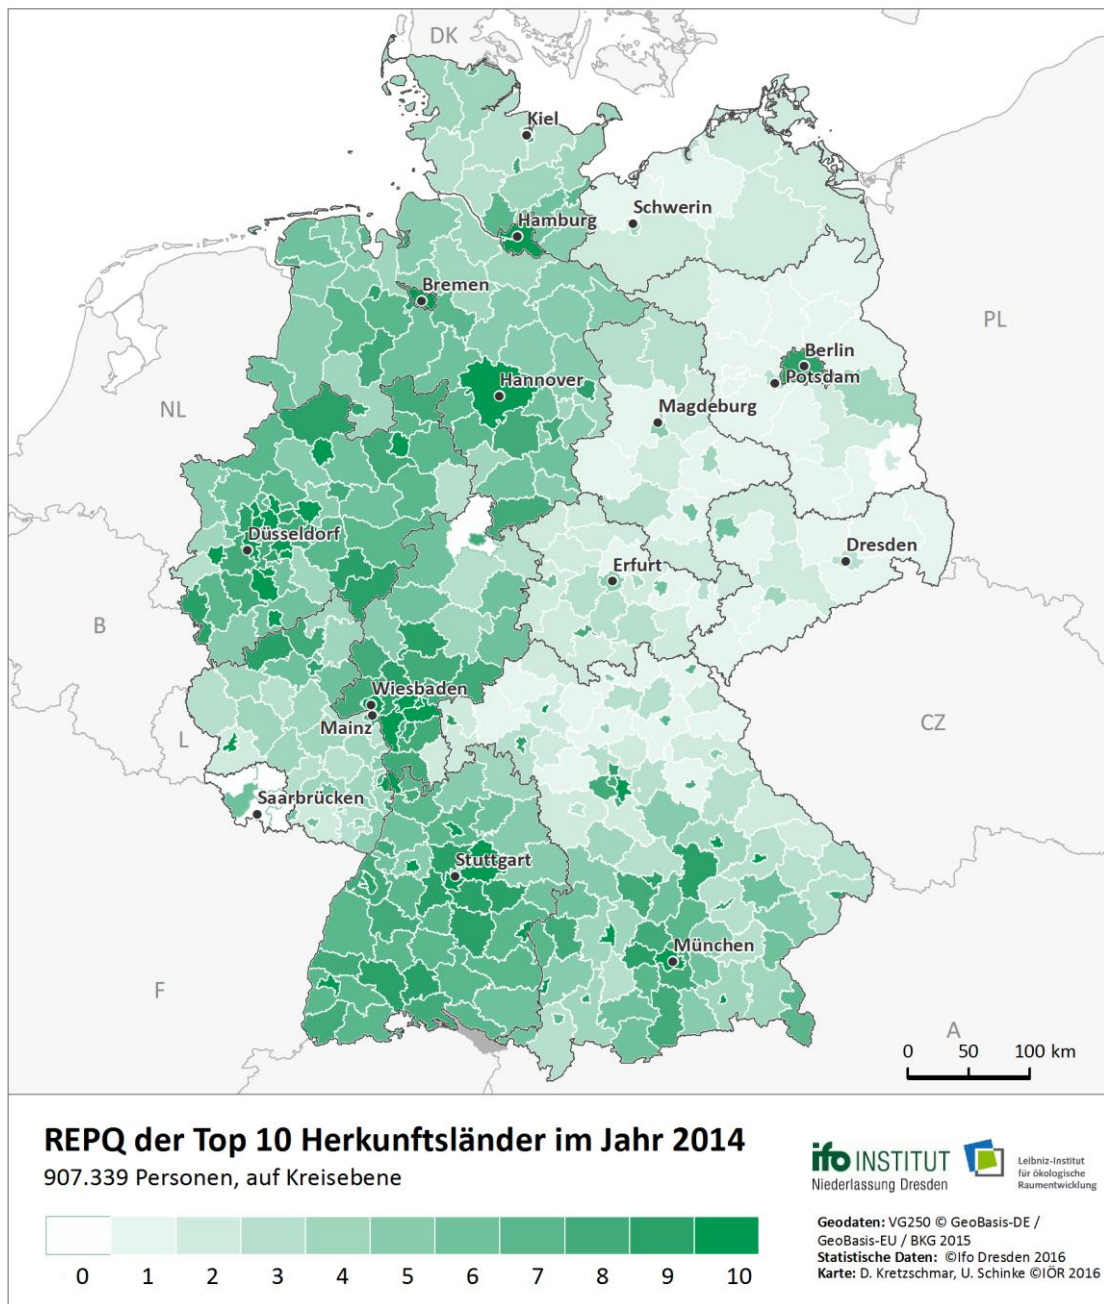 DK
Kiel
Schwerin
Hamburg
Bremen
PL
Berlin
Potsdam
Hannover
NL
Magdeburg
Düsseldorf
Dresden
Erfurt
B
Wiesbaden
Mainz
L
CZ
Saarbrücken
Stuttgart
München
F
A
0 50 100 km
REPQ der Top 10 Herkunftsländer im Jahr 2014
907.339 Personen, auf Kreisebene
0 1 2 3 4 5 6 7 8 9 10
ifo INSTITUT
Niederlassung Dresden
Leibniz-Institut
für ökologische
Raumentwicklung
Geodaten: VG250 © GeoBasis-DE /
GeoBasis-EU / BKG 2015
Statistische Daten: ©Ifo Dresden 2016
Karte: D. Kretzschmar, U. Schinke ©IÖR 2016